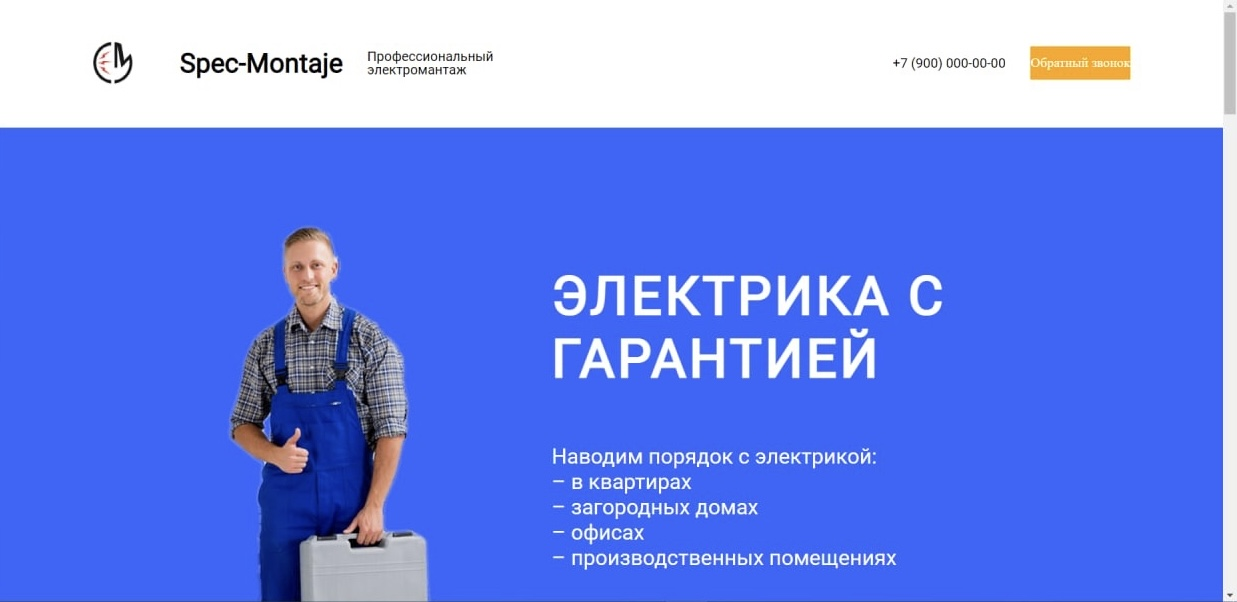 Spec-Montaje
Профессиональный
электромантаж
+7 (900) 000-00-00
Обратный звонок
ЭЛЕКТРИКА С
ГАРАНТИЕЙ
Наводим порядок с электрикой:
– в квартирах
– загородных домах
– офисах
– производственных помещениях